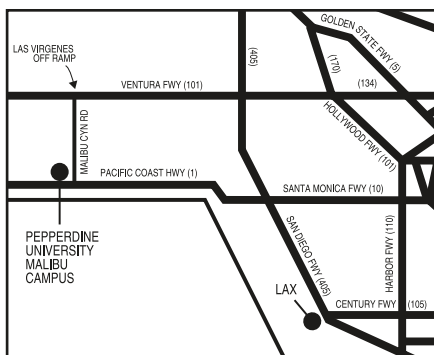 GOLDEN STATE FWY (5)
LAS VIRGENES
OFF RAMP
(405)
(170)
VENTURA FWY (101)
(134)
HOLLYWOOD FWY (101)
MALIBU CYN RD
PACIFIC COAST HWY (1)
SANTA MONICA FWY (10)
PEPPERDINE
UNIVERSITY
MALIBU
CAMPUS
SAN DIEGO FWY (405)
HARBOR FWY (110)
LAX
CENTURY FWY (105)